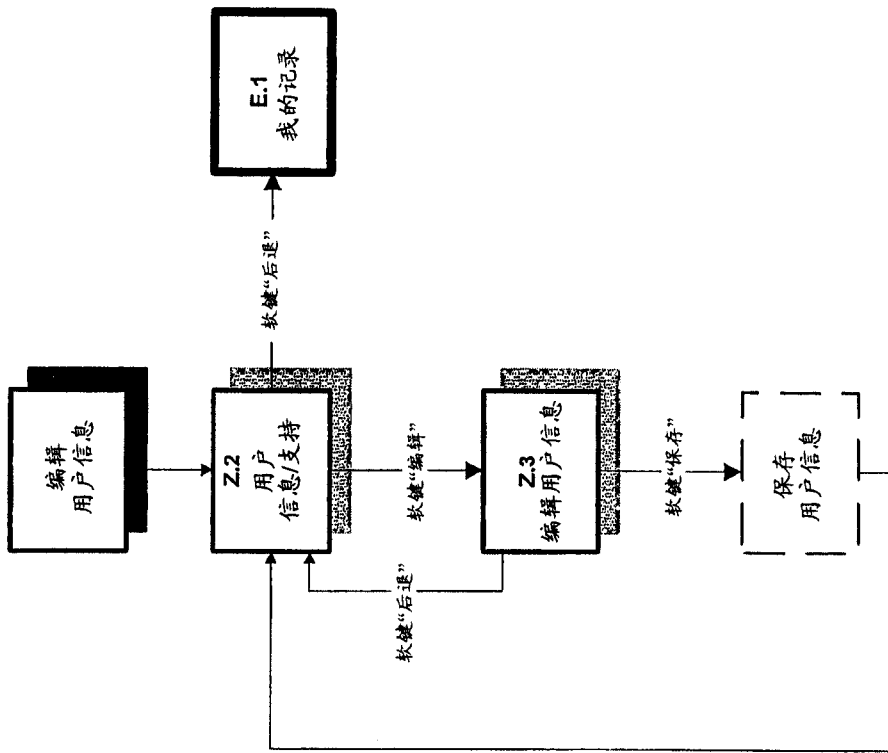 编辑
用户信息
Z.2
用户
信息/支持
软键“后退”
E.1
我的记录
软键“编辑”
Z.3
编辑用户信息
软键“后退”
软键“保存”
保存
用户信息